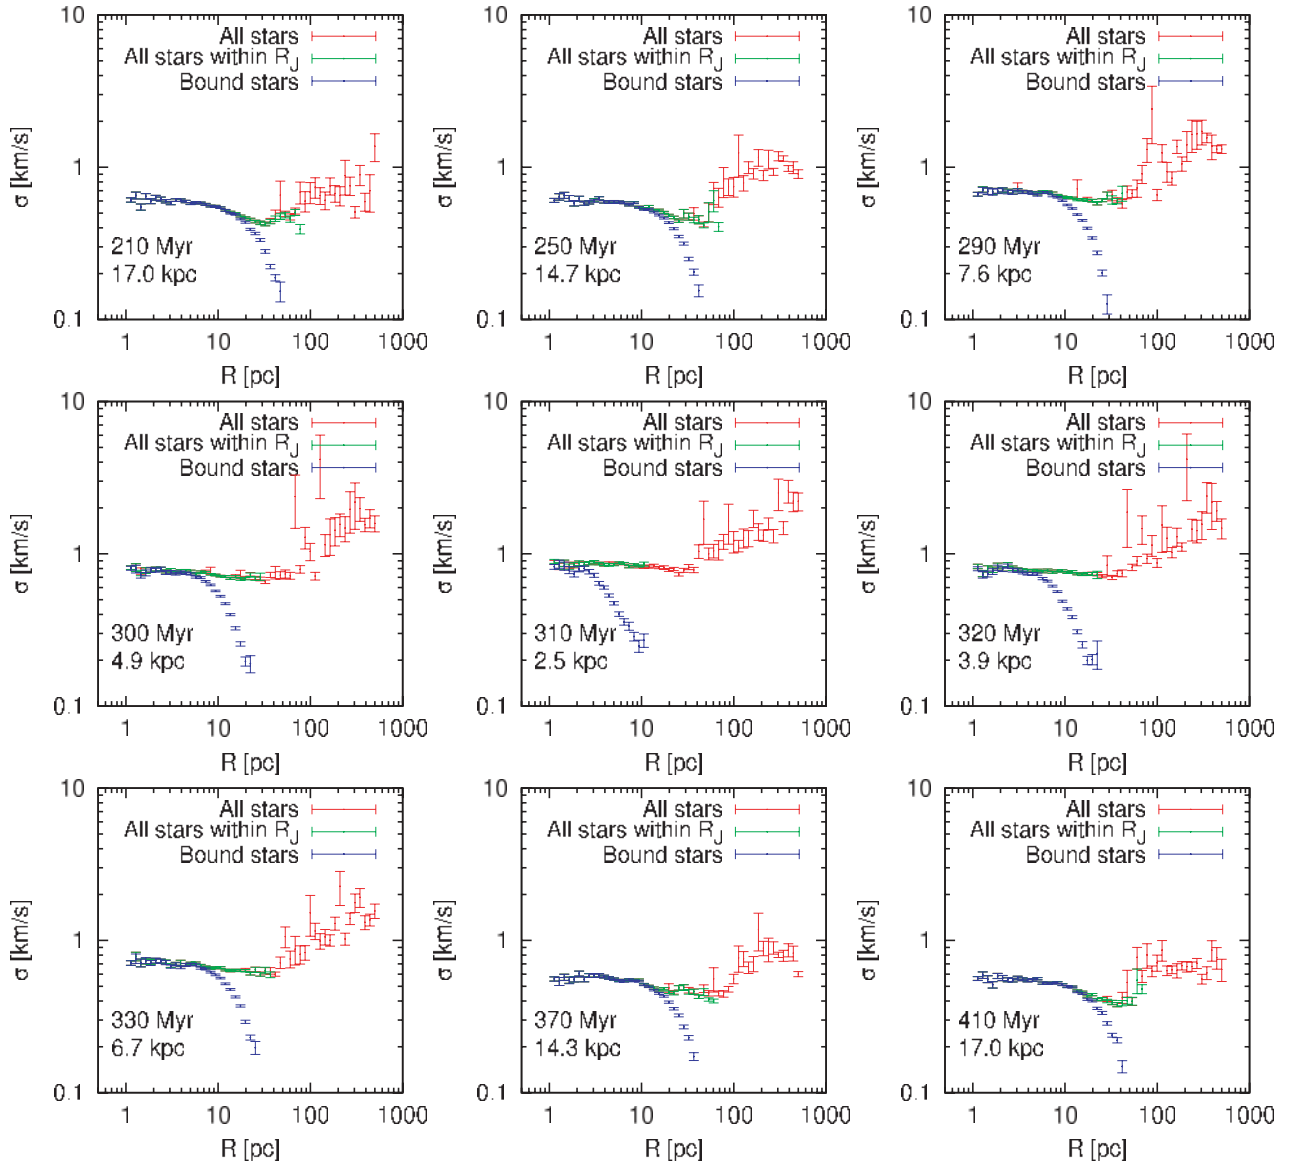 10
1
0.1
σ [km/s]
All stars
All stars within R_J
Bound stars
210 Myr
17.0 kpc
1 10 100 1000
R [pc]
10
1
0.1
σ [km/s]
All stars
All stars within R_J
Bound stars
250 Myr
14.7 kpc
1 10 100 1000
R [pc]
10
1
0.1
σ [km/s]
All stars
All stars within R_J
Bound stars
290 Myr
7.6 kpc
1 10 100 1000
R [pc]
10
1
0.1
σ [km/s]
All stars
All stars within R_J
Bound stars
300 Myr
4.9 kpc
1 10 100 1000
R [pc]
10
1
0.1
σ [km/s]
All stars
All stars within R_J
Bound stars
310 Myr
2.5 kpc
1 10 100 1000
R [pc]
10
1
0.1
σ [km/s]
All stars
All stars within R_J
Bound stars
320 Myr
3.9 kpc
1 10 100 1000
R [pc]
10
1
0.1
σ [km/s]
All stars
All stars within R_J
Bound stars
330 Myr
6.7 kpc
1 10 100 1000
R [pc]
10
1
0.1
σ [km/s]
All stars
All stars within R_J
Bound stars
370 Myr
14.3 kpc
1 10 100 1000
R [pc]
10
1
0.1
σ [km/s]
All stars
All stars within R_J
Bound stars
410 Myr
17.0 kpc
1 10 100 1000
R [pc]